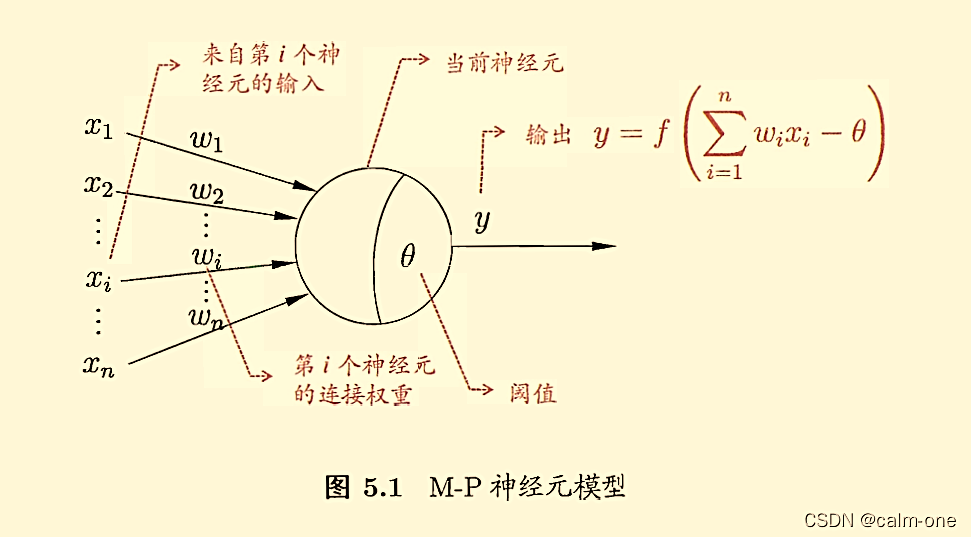 来自第 i 个神
经元的输入
当前神经元
x₁
w₁
输出 y = f (∑ⁿᵢ₌₁ wᵢxᵢ − θ)
x₂
w₂
⋮
⋮
y
xᵢ
wᵢ
θ
⋮
⋮
wₙ
xₙ
第 i 个神经元
的连接权重
阈值
图 5.1 M-P 神经元模型
CSDN @calm-one